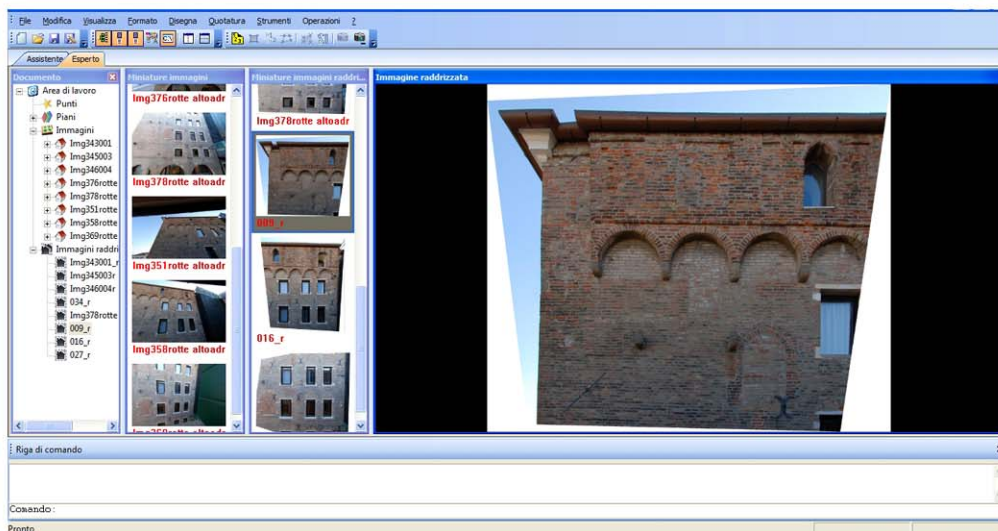 File Modifica Visualizza Formato Disegna Quotatura Strumenti Operazioni ?
Assistente Esperto
Documento
Area di lavoro
Punti
Piani
Immagini
Img343001
Img345003
Img346004
Img376rotte
Img378rotte
Img351rotte
Img358rotte
Img369rotte
Immagini raddri
Img343001_r
Img345003r
Img346004r
034_r
Img378rotte
009_r
016_r
027_r
Miniature immagini
Img376rotte altoadr
Img378rotte altoadr
Img351rotte altoadr
Img358rotte altoadr
Img369rotte altoadr
Miniature immagini raddri...
Img378rotte altoadr
009_r
016_r
Immagine raddrizzata
Riga di comando
Comando:
Pronto